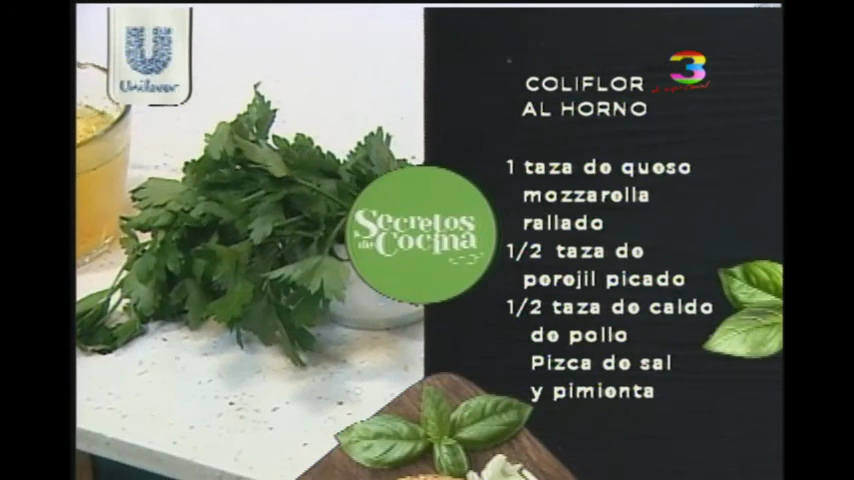 Unilever
COLIFLOR
AL HORNO
3
1 taza de queso
mozzarella
rallado
1/2 taza de
perejil picado
1/2 taza de caldo
de pollo
Pizca de sal
y pimienta
Secretos
de Cocina